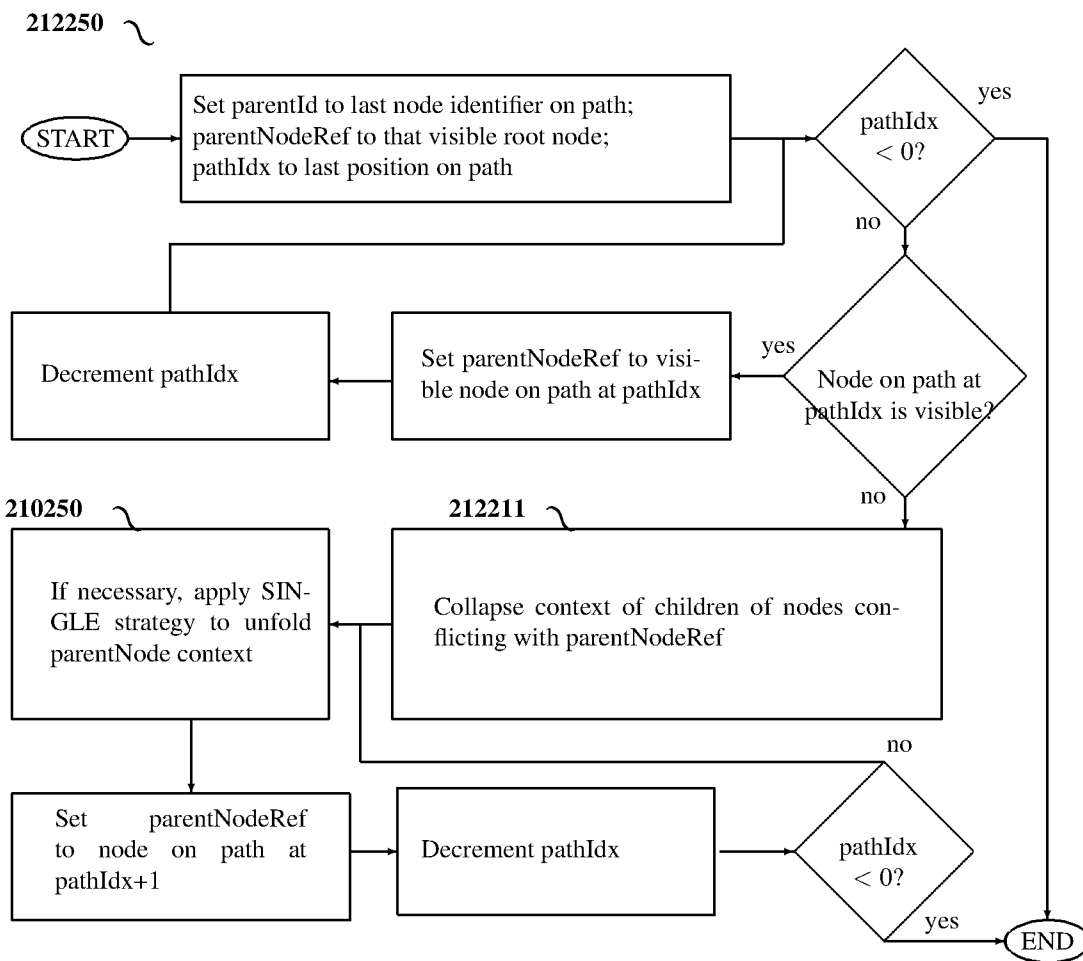 212250
START
Set parentId to last node identifier on path;
parentNodeRef to that visible root node;
pathIdx to last position on path
pathIdx
< 0?
yes
no
Decrement pathIdx
Set parentNodeRef to visi-
ble node on path at pathIdx
yes
Node on path at
pathIdx is visible?
no
210250
212211
If necessary, apply SIN-
GLE strategy to unfold
parentNode context
Collapse context of children of nodes con-
flicting with parentNodeRef
no
Set parentNodeRef
to node on path at
pathIdx+1
Decrement pathIdx
pathIdx
< 0?
yes
END